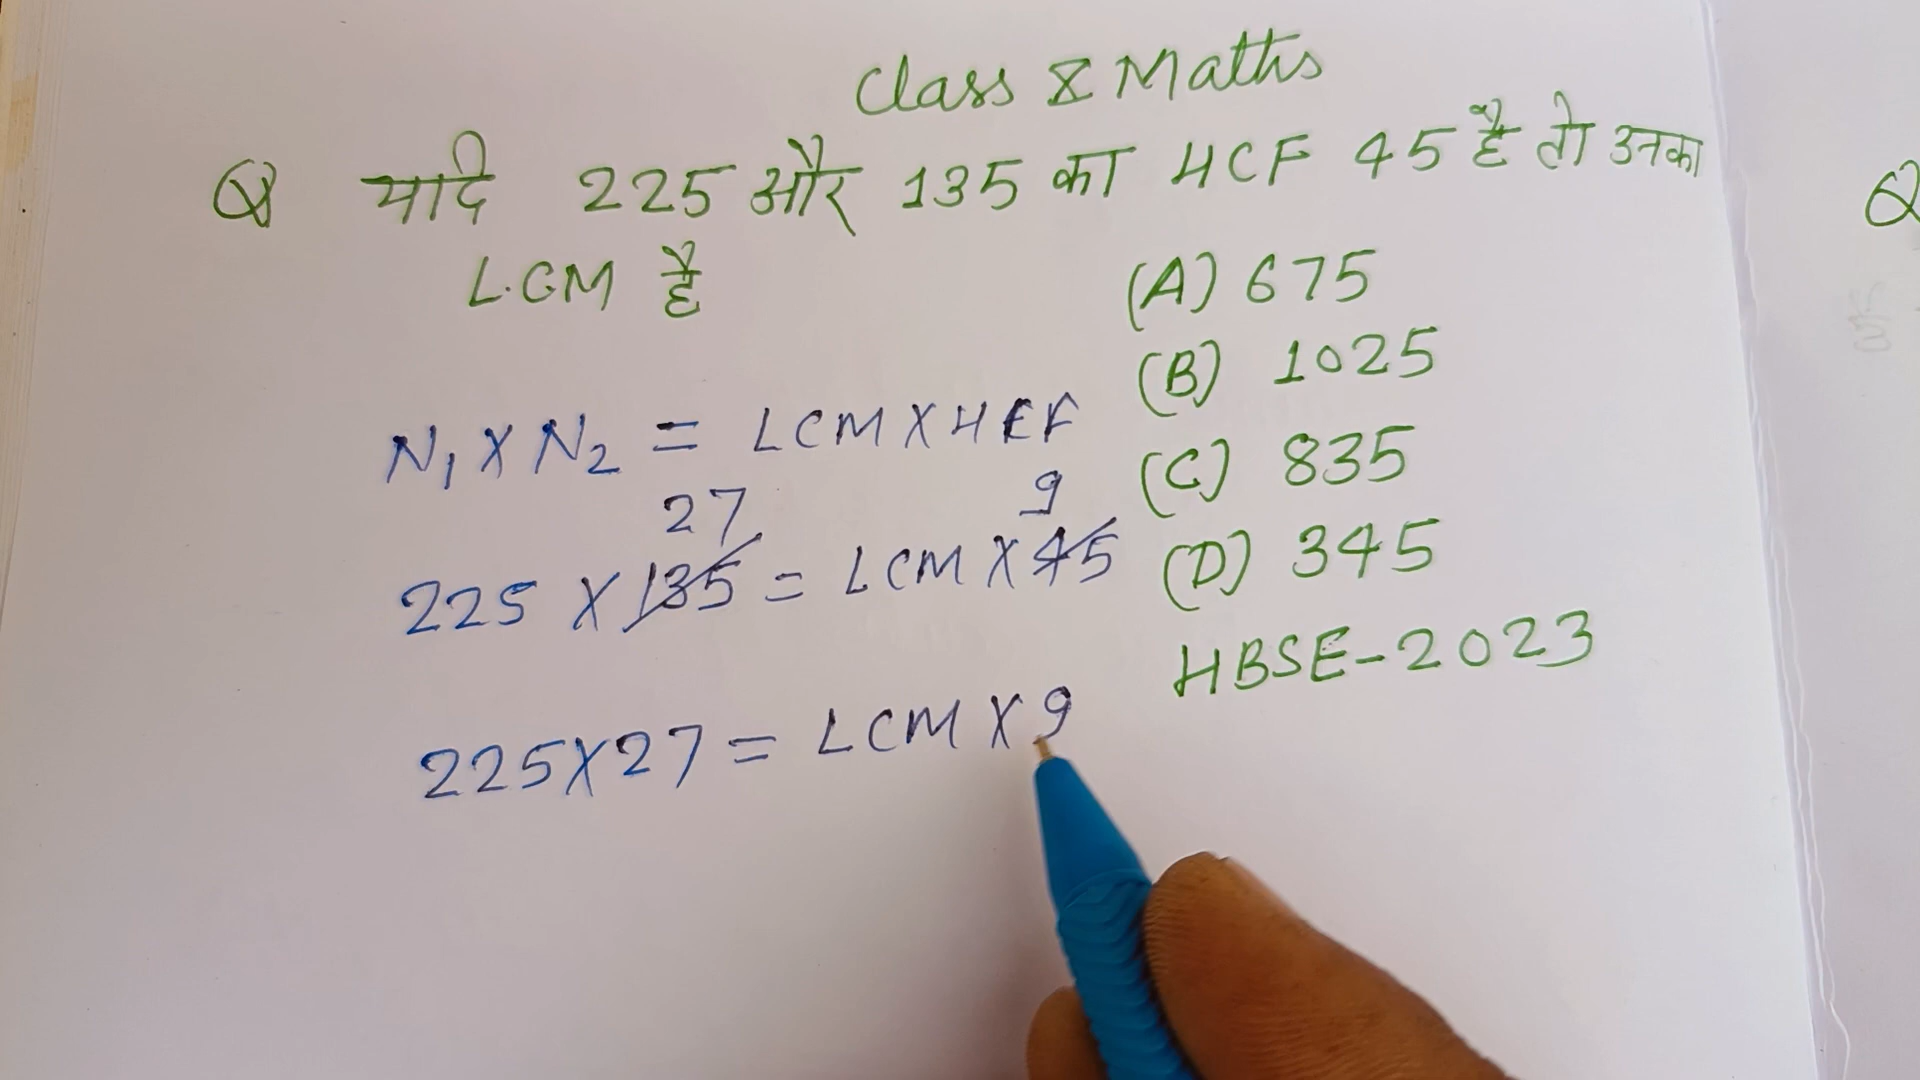 Class X Maths
Q यदि 225 और 135 का HCF 45 है तो उनका
L.CM है
(A) 675
(B) 1025
(C) 835
(D) 345
HBSE-2023
N₁ X N₂ = LCM X HCF
27 9
225 X 135 = LCM X 45
225X27 = LCM X 9
Q